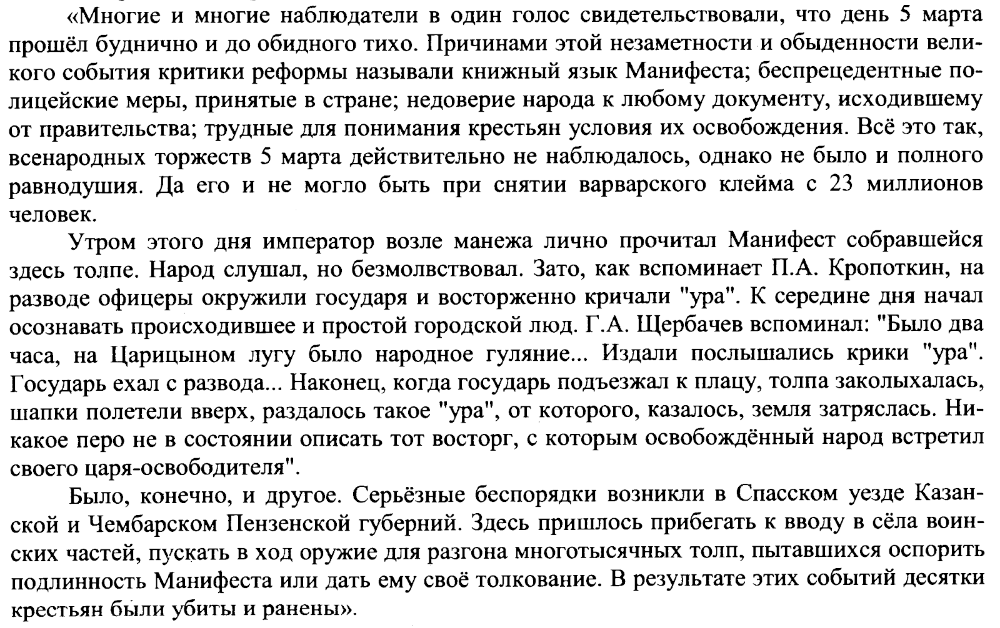 «Многие и многие наблюдатели в один голос свидетельствовали, что день 5 марта
прошёл буднично и до обидного тихо. Причинами этой незаметности и обыденности вели-
кого события критики реформы называли книжный язык Манифеста; беспрецедентные по-
лицейские меры, принятые в стране; недоверие народа к любому документу, исходившему
от правительства; трудные для понимания крестьян условия их освобождения. Всё это так,
всенародных торжеств 5 марта действительно не наблюдалось, однако не было и полного
равнодушия. Да его и не могло быть при снятии варварского клейма с 23 миллионов
человек.
Утром этого дня император возле манежа лично прочитал Манифест собравшейся
здесь толпе. Народ слушал, но безмолвствовал. Зато, как вспоминает П.А. Кропоткин, на
разводе офицеры окружили государя и восторженно кричали "ура". К середине дня начал
осознавать происходившее и простой городской люд. Г.А. Щербачев вспоминал: "Было два
часа, на Царицыном лугу было народное гуляние... Издали послышались крики "ура".
Государь ехал с развода... Наконец, когда государь подъезжал к плацу, толпа заколыхалась,
шапки полетели вверх, раздалось такое "ура", от которого, казалось, земля затряслась. Ни-
какое перо не в состоянии описать тот восторг, с которым освобождённый народ встретил
своего царя-освободителя".
Было, конечно, и другое. Серьёзные беспорядки возникли в Спасском уезде Казан-
ской и Чембарском Пензенской губерний. Здесь пришлось прибегать к вводу в сёла воин-
ских частей, пускать в ход оружие для разгона многотысячных толп, пытавшихся оспорить
подлинность Манифеста или дать ему своё толкование. В результате этих событий десятки
крестьян были убиты и ранены».